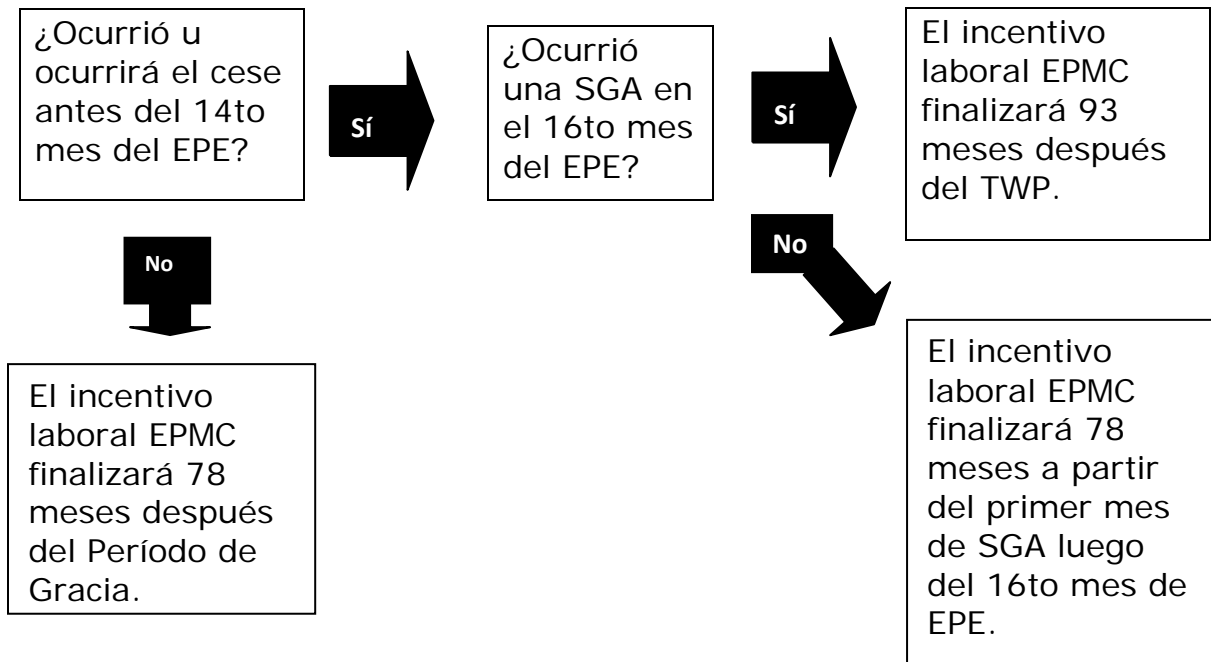 ¿Ocurrió u
ocurrirá el cese
antes del 14to
mes del EPE?
Sí
¿Ocurrió
una SGA en
el 16to mes
del EPE?
Sí
El incentivo
laboral EPMC
finalizará 93
meses después
del TWP.
No
El incentivo
laboral EPMC
finalizará 78
meses después
del Período de
Gracia.
No
El incentivo
laboral EPMC
finalizará 78
meses a partir
del primer mes
de SGA luego
del 16to mes de
EPE.